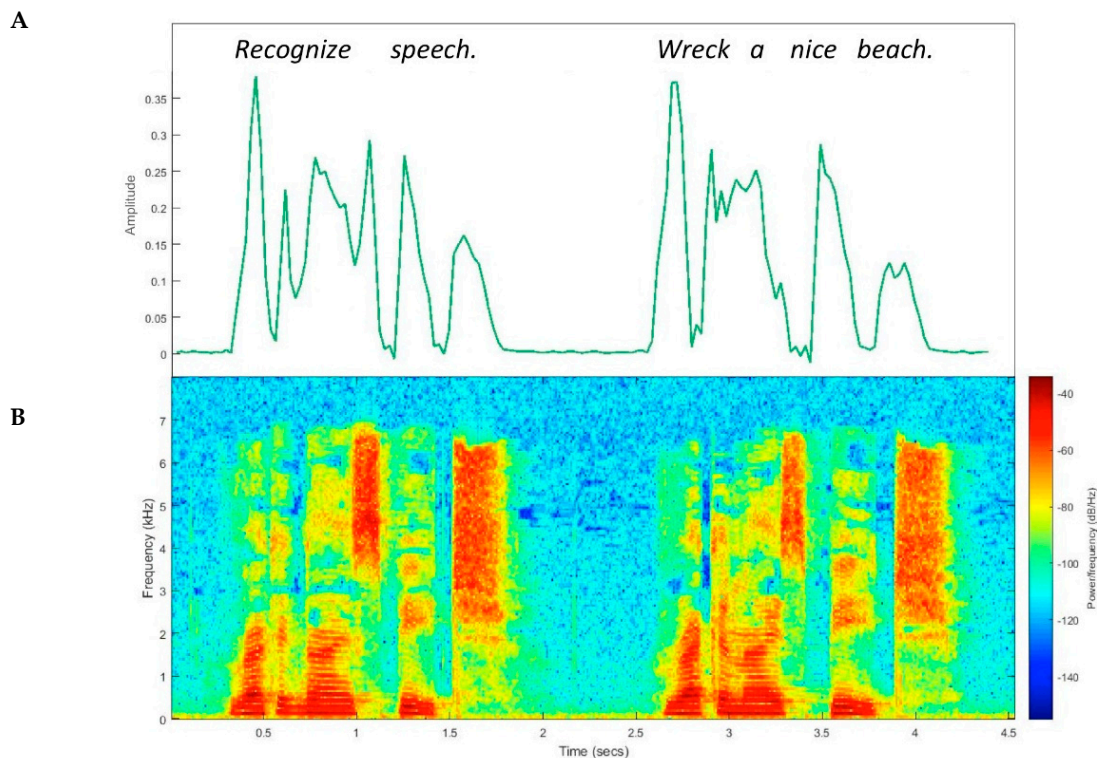 A
Recognize speech. Wreck a nice beach.
Amplitude
0.35
0.3
0.25
0.2
0.15
0.1
0.05
0
B
Frequency (kHz)
7
6
5
4
3
2
1
0
0.5 1 1.5 2 2.5 3 3.5 4 4.5
Time (secs)
-40
-60
-80
-100
-120
-140
Power/frequency (dB/Hz)